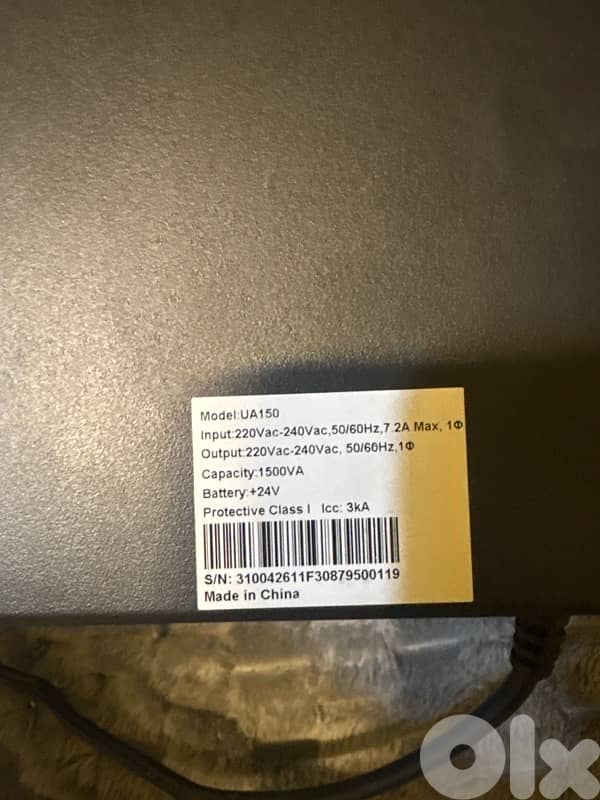 Model:UA150
Input:220Vac-240Vac,50/60Hz,7.2A Max, 1Φ
Output:220Vac-240Vac, 50/60Hz,1Φ
Capacity:1500VA
Battery:+24V
Protective Class I Icc: 3kA
S/N: 310042611F30879500119
Made in China
Olx